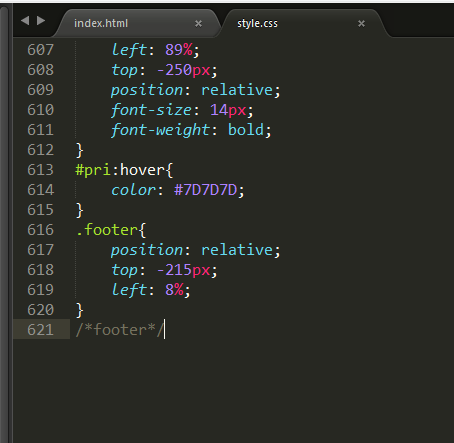 index.html × style.css ×
607 left: 89%;
608 top: -250px;
609 position: relative;
610 font-size: 14px;
611 font-weight: bold;
612 }
613 #pri:hover{
614 color: #7D7D7D;
615 }
616 .footer{
617 position: relative;
618 top: -215px;
619 left: 8%;
620 }
621 /*footer*/